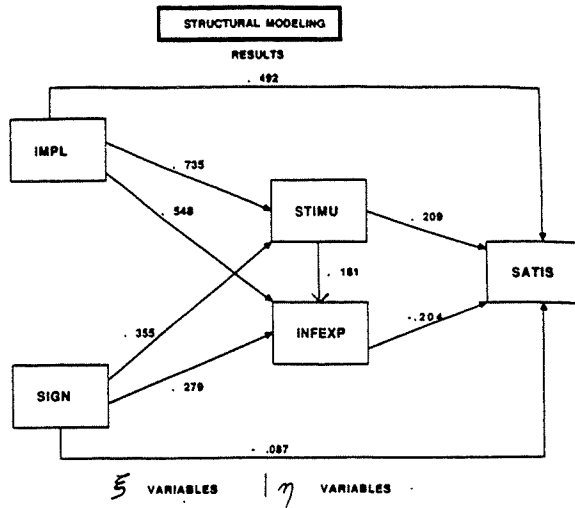 STRUCTURAL MODELING
RESULTS
.492
IMPL
.735
.548
STIMU
.209
.181
SATIS
.355
INFEXP
-.204
.279
SIGN
-.087
ξ VARIABLES | η VARIABLES